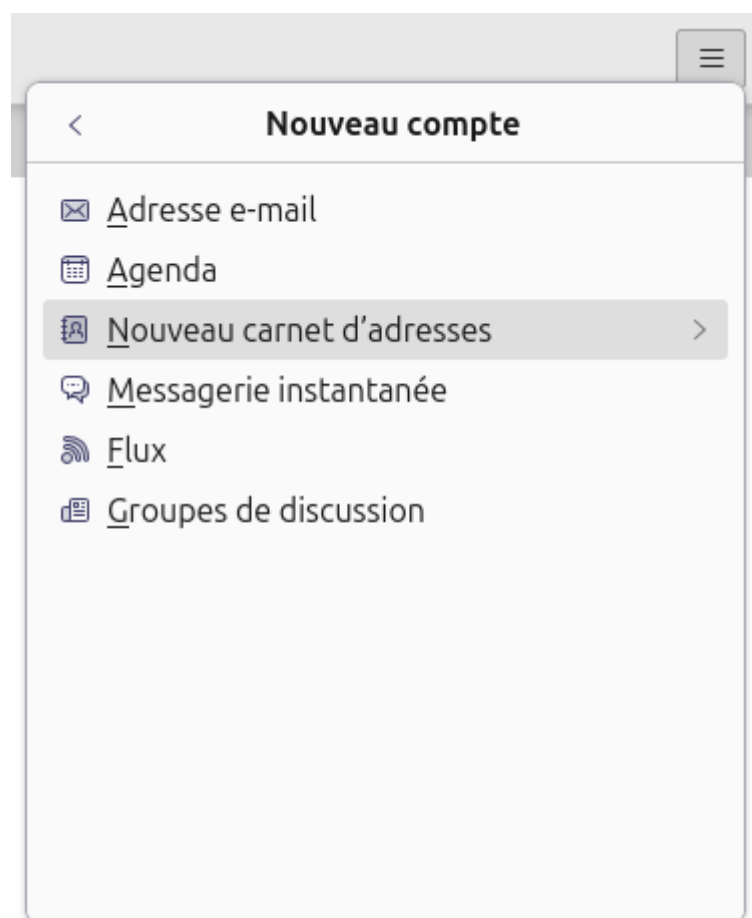 Nouveau compte
Adresse e-mail
Agenda
Nouveau carnet d’adresses
Messagerie instantanée
Flux
Groupes de discussion